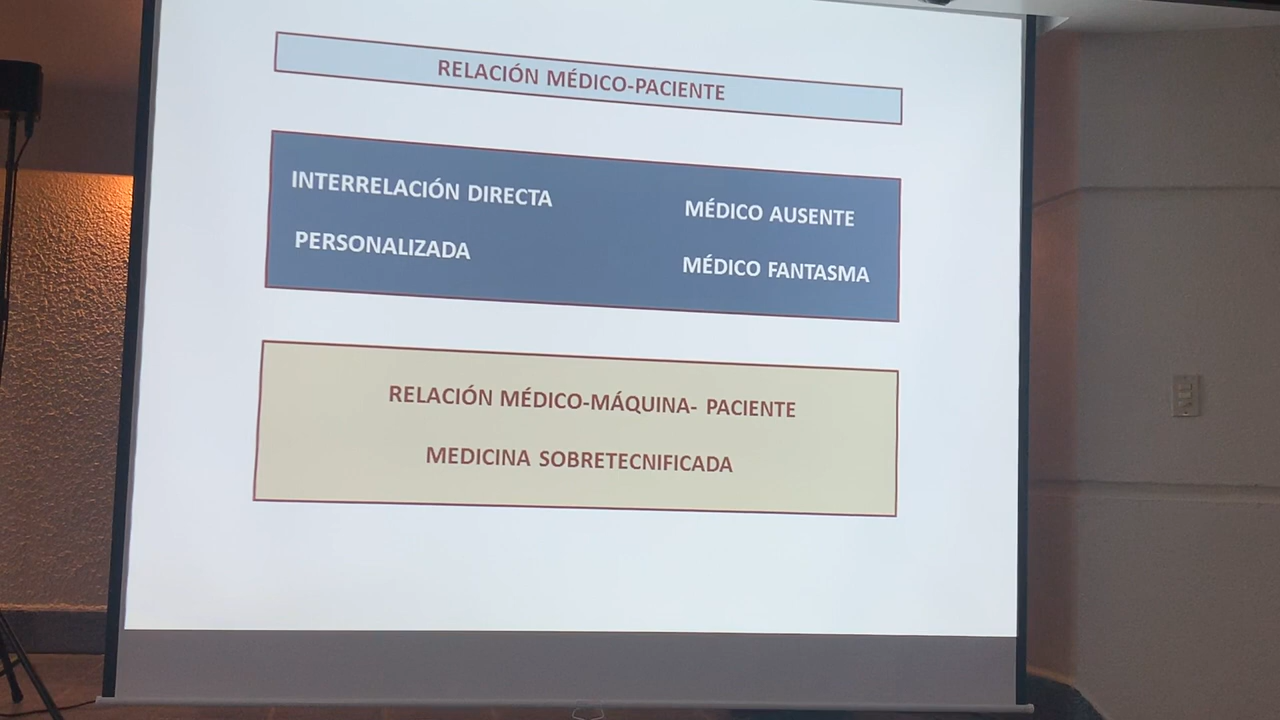 RELACIÓN MÉDICO-PACIENTE
INTERRELACIÓN DIRECTA
PERSONALIZADA
MÉDICO AUSENTE
MÉDICO FANTASMA
RELACIÓN MÉDICO-MÁQUINA- PACIENTE
MEDICINA SOBRETECNIFICADA